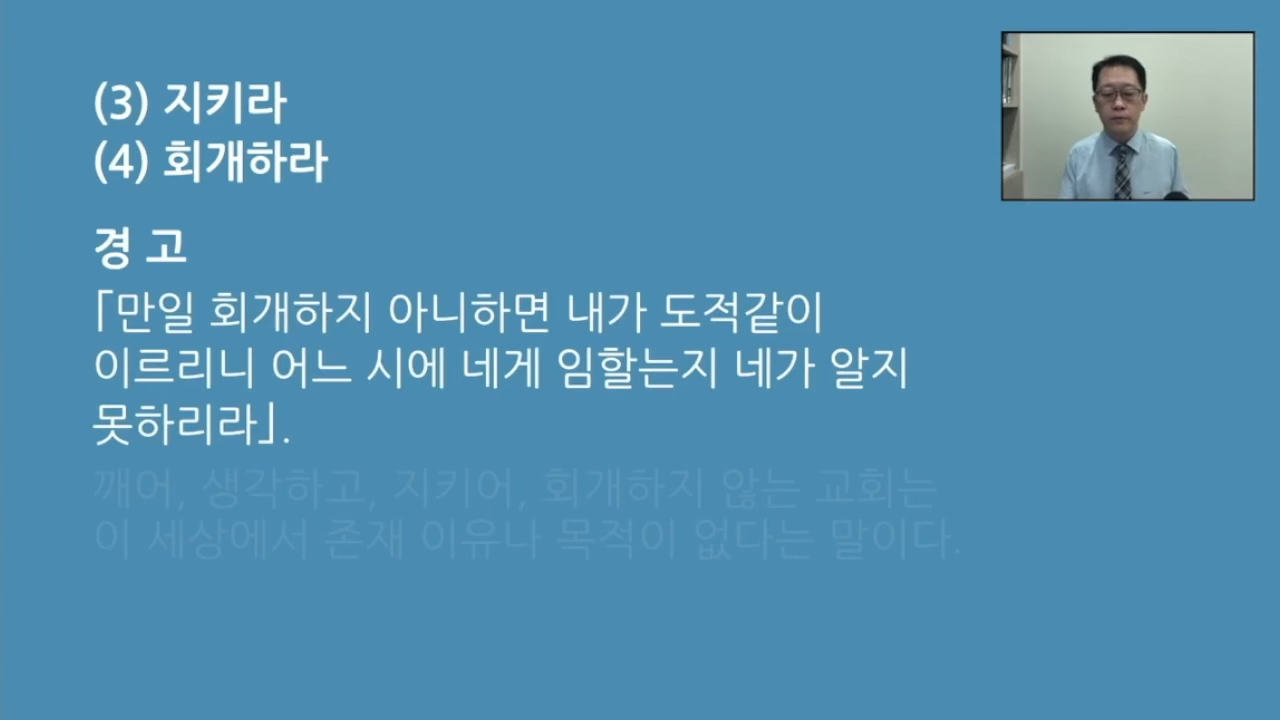 (3) 지키라
(4) 회개하라
경 고
「만일 회개하지 아니하면 내가 도적같이
이르리니 어느 시에 네게 임할는지 네가 알지
못하리라」.
깨어, 생각하고, 지키어, 회개하지 않는 교회는
이 세상에서 존재 이유나 목적이 없다는 말이다.